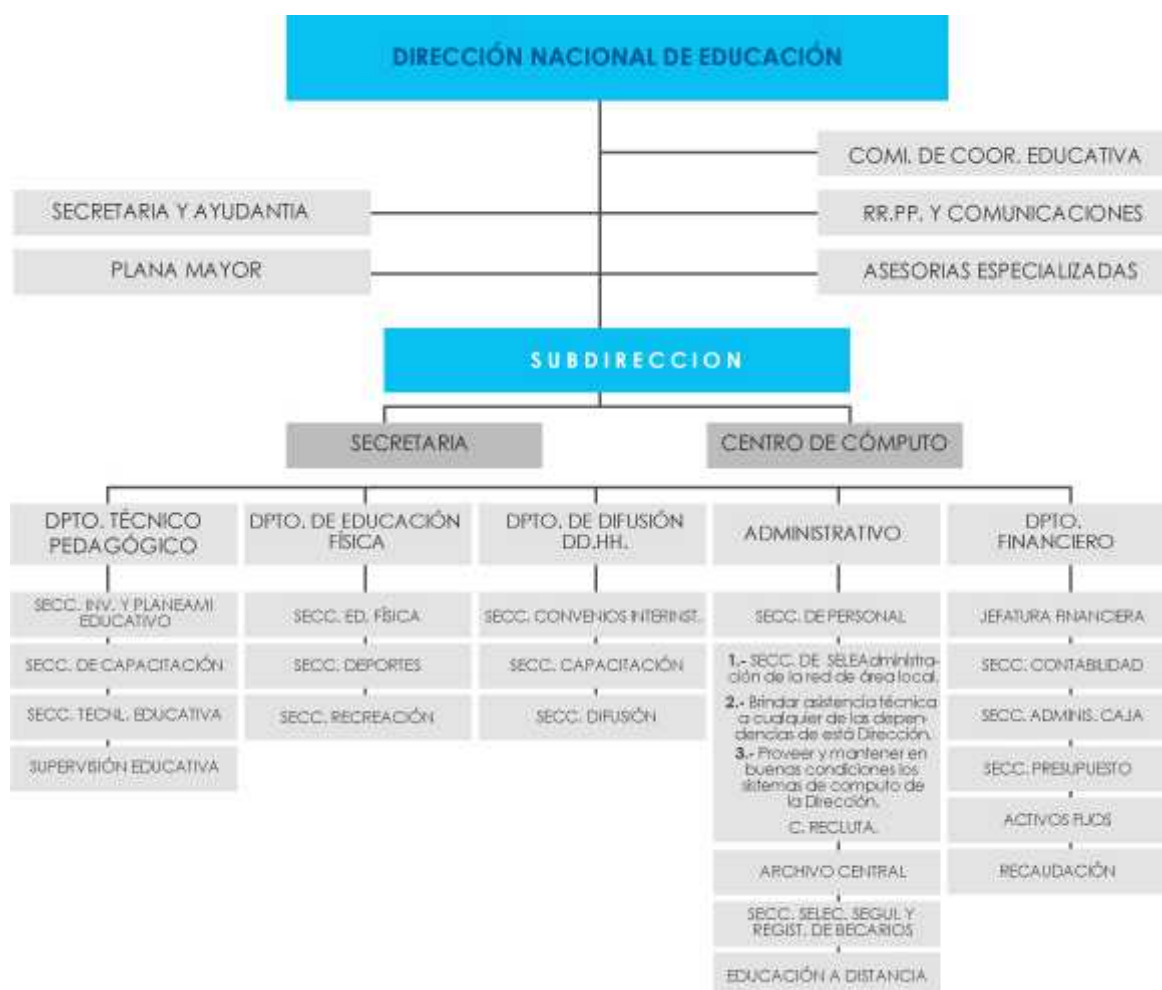 DIRECCIÓN NACIONAL DE EDUCACIÓN
COMI. DE COOR. EDUCATIVA
SECRETARIA Y AYUDANTIA
RR.PP. Y COMUNICACIONES
PLANA MAYOR
ASESORIAS ESPECIALIZADAS
SUBDIRECCION
SECRETARIA
CENTRO DE CÓMPUTO
DPTO. TÉCNICO
PEDAGÓGICO
SECC. INV. Y PLANEAMI
EDUCATIVO
SECC. DE CAPACITACIÓN
SECC. TECNL. EDUCATIVA
SUPERVISIÓN EDUCATIVA
DPTO. DE EDUCACIÓN
FÍSICA
SECC. ED. FÍSICA
SECC. DEPORTES
SECC. RECREACIÓN
DPTO. DE DIFUSIÓN
DD.HH.
SECC. CONVENIOS INTERINST.
SECC. CAPACITACIÓN
SECC. DIFUSIÓN
ADMINISTRATIVO
SECC. DE PERSONAL
1.- SECC. DE SELEAdministra-
ción de la red de área local.
2.- Brindar asistencia técnica
a cualquier de las depen-
dencias de está Dirección.
3.- Proveer y mantener en
buenas condiciones los
sistemas de computo de
la Dirección.
C. RECLUTA.
ARCHIVO CENTRAL
SECC. SELEC. SEGUI. Y
REGIST. DE BECARIOS
EDUCACIÓN A DISTANCIA
DPTO.
FINANCIERO
JEFATURA FINANCIERA
SECC. CONTABILIDAD
SECC. ADMINIS. CAJA
SECC. PRESUPUESTO
ACTIVOS FIJOS
RECAUDACIÓN